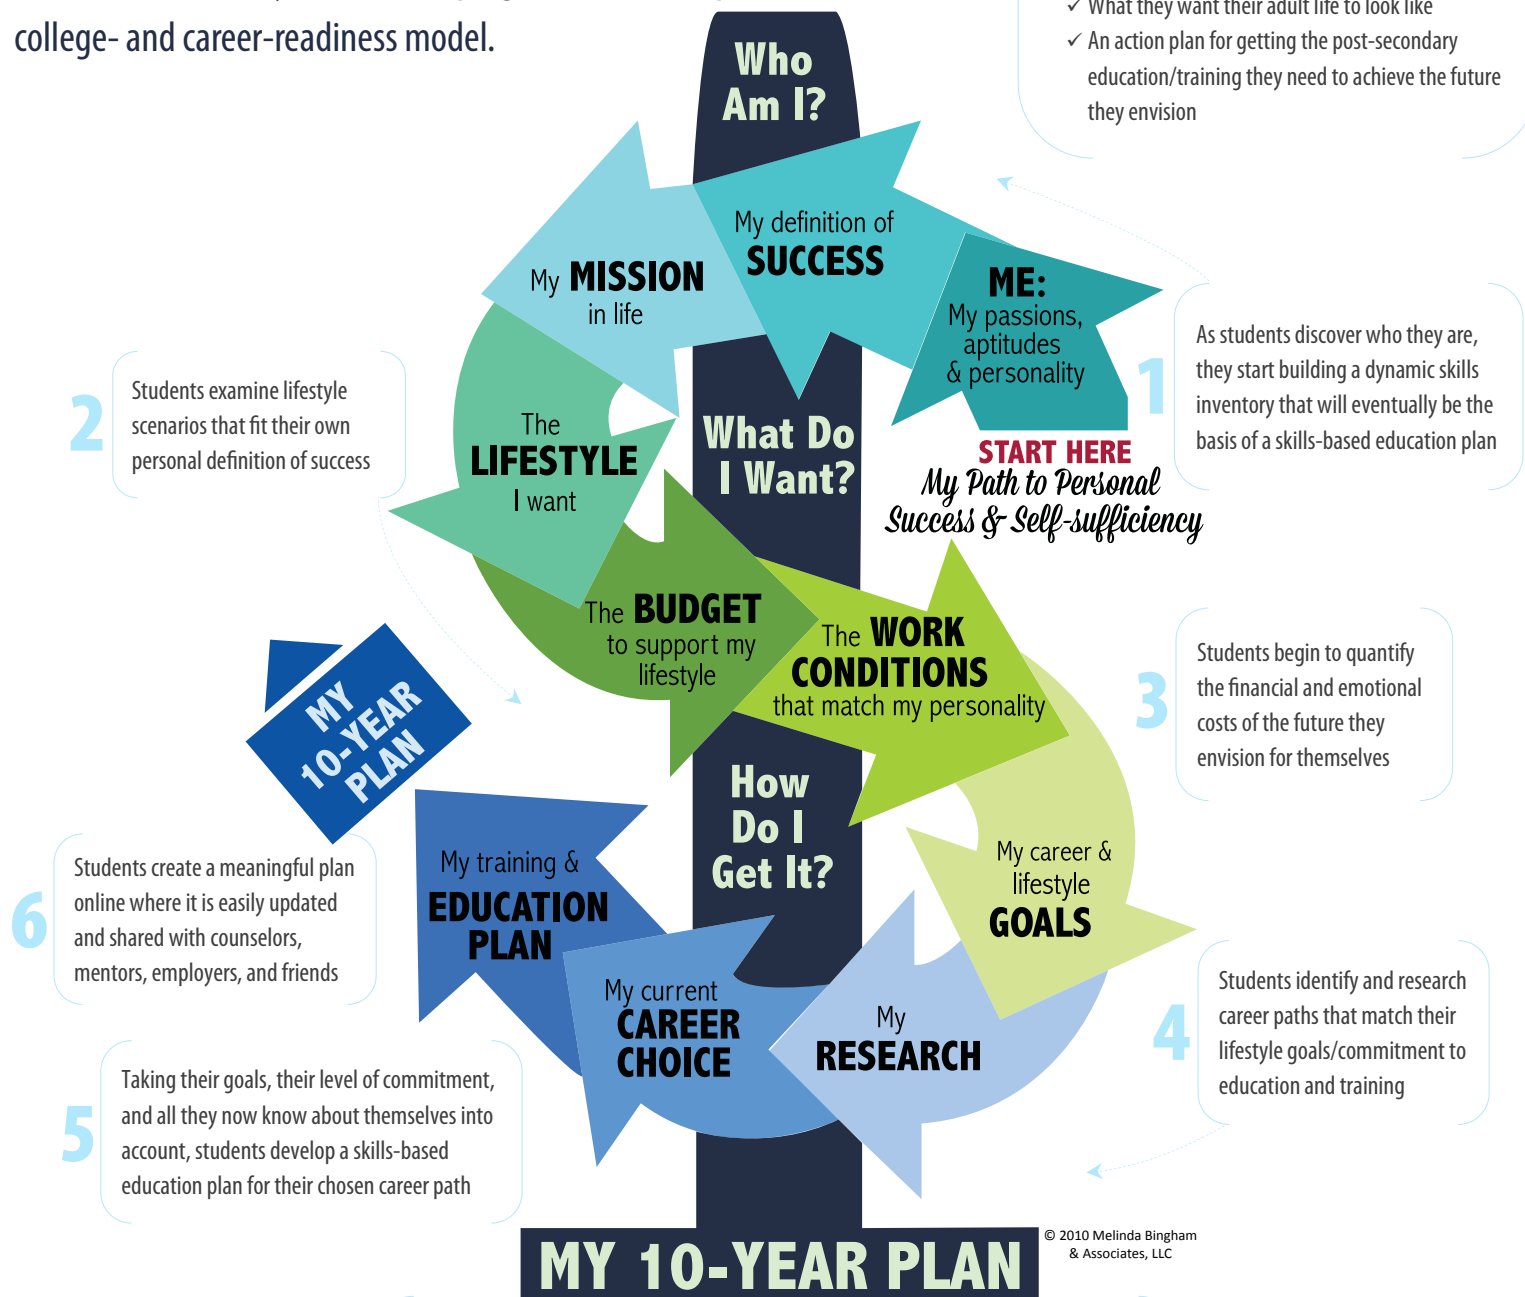 college- and career-readiness model.
What they want their adult life to look like
✓ An action plan for getting the post-secondary
education/training they need to achieve the future
they envision
Who
Am I?
My definition of
SUCCESS
My MISSION
in life
ME:
My passions,
aptitudes
& personality
START HERE
My Path to Personal
Success & Self-sufficiency
1
As students discover who they are,
they start building a dynamic skills
inventory that will eventually be the
basis of a skills-based education plan
2
Students examine lifestyle
scenarios that fit their own
personal definition of success
The
LIFESTYLE
I want
What Do
I Want?
The BUDGET
to support my
lifestyle
The WORK
CONDITIONS
that match my personality
3
Students begin to quantify
the financial and emotional
costs of the future they
envision for themselves
MY
10-YEAR
PLAN
How
Do I
Get It?
My career &
lifestyle
GOALS
My training &
EDUCATION
PLAN
6
Students create a meaningful plan
online where it is easily updated
and shared with counselors,
mentors, employers, and friends
My current
CAREER
CHOICE
My
RESEARCH
4
Students identify and research
career paths that match their
lifestyle goals/commitment to
education and training
5
Taking their goals, their level of commitment,
and all they now know about themselves into
account, students develop a skills-based
education plan for their chosen career path
MY 10-YEAR PLAN
© 2010 Melinda Bingham
& Associates, LLC